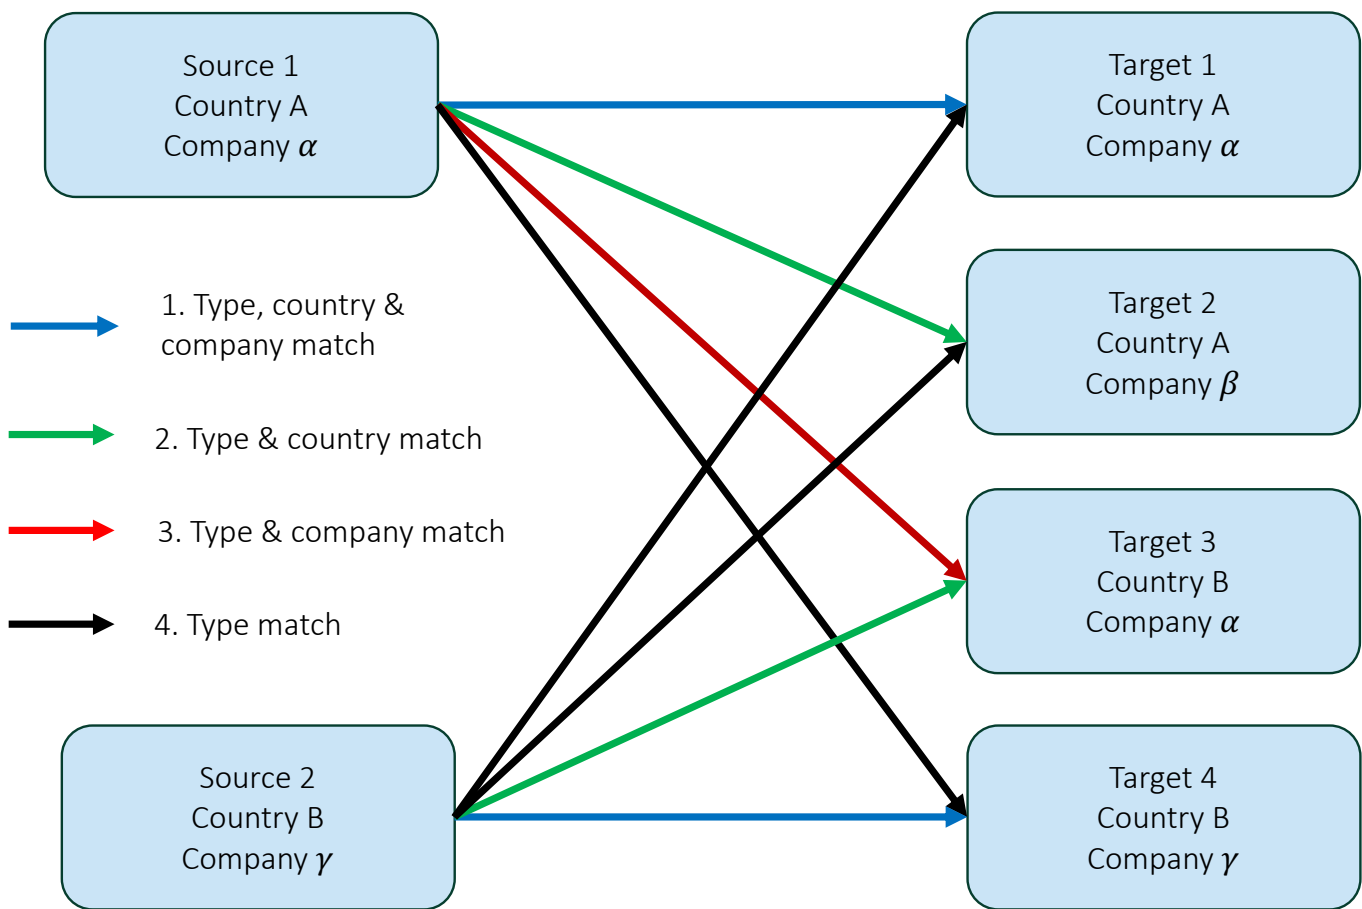 Source 1
Country A
Company α
Target 1
Country A
Company α
1. Type, country &
company match
Target 2
Country A
Company β
2. Type & country match
3. Type & company match
Target 3
Country B
Company α
4. Type match
Source 2
Country B
Company γ
Target 4
Country B
Company γ